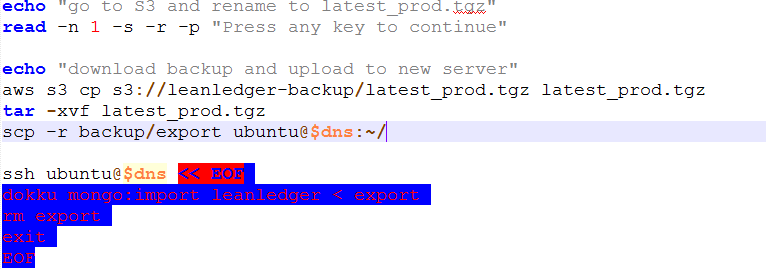 echo "go to S3 and rename to latest_prod.tgz"
read -n 1 -s -r -p "Press any key to continue"
echo "download backup and upload to new server"
aws s3 cp s3://leanledger-backup/latest_prod.tgz latest_prod.tgz
tar -xvf latest_prod.tgz
scp -r backup/export ubuntu@$dns:~/
ssh ubuntu@$dns << EOF
dokku mongo:import leanledger < export
rm export
exit
EOF